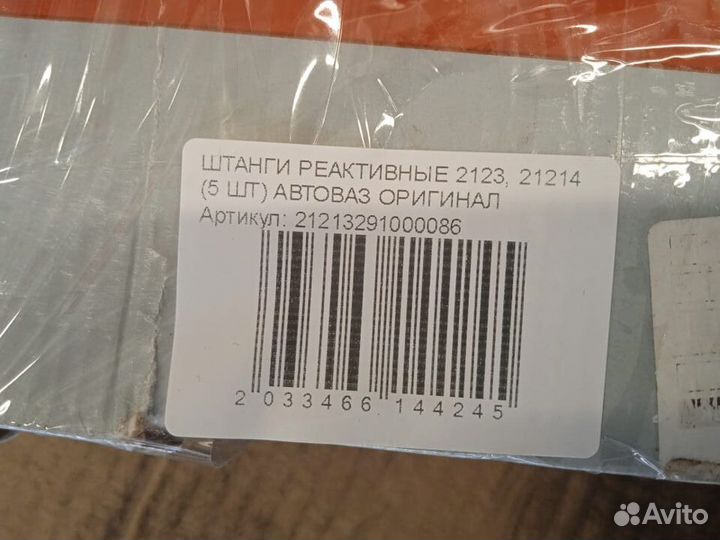 ШТАНГИ РЕАКТИВНЫЕ 2123, 21214
(5 ШТ) АВТОВАЗ ОРИГИНАЛ
Артикул: 21213291000086
2 033466 144245
Avito